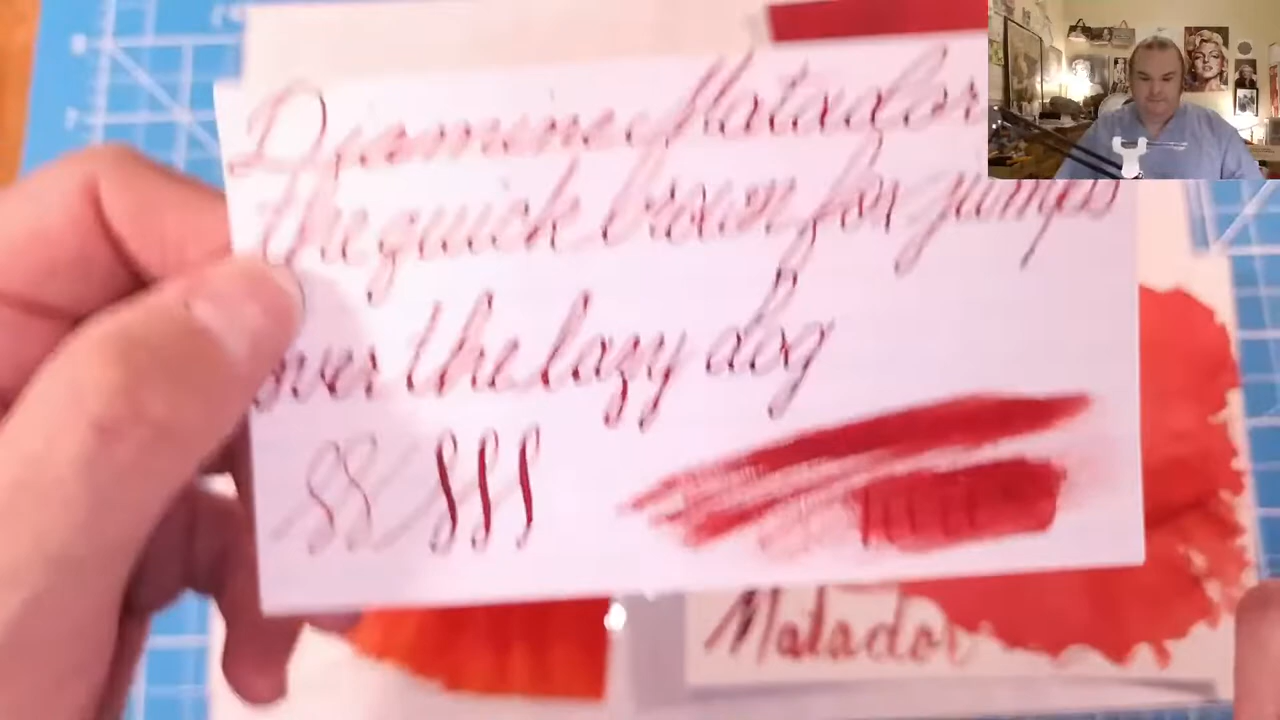 Diamine Matador
the quick brown fox jumps
over the lazy dog
Matador